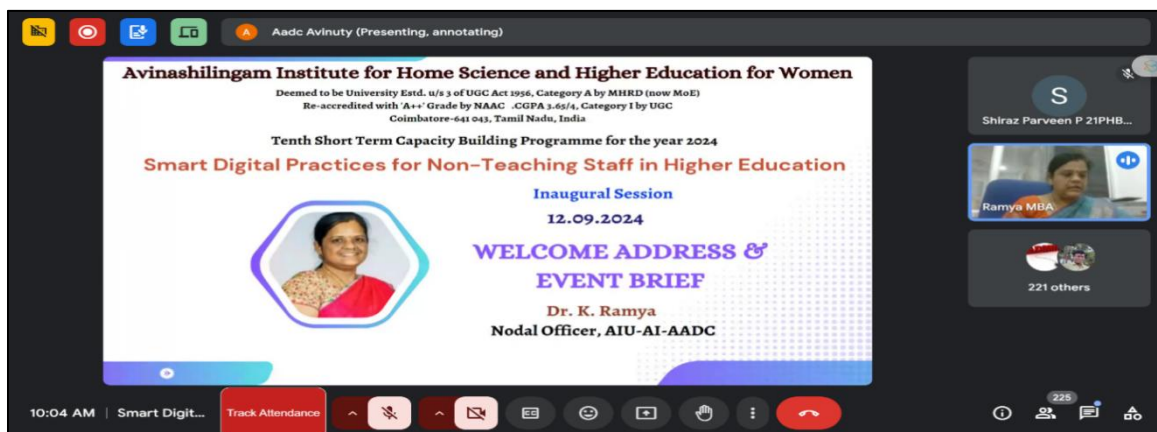 A Aadc Avinuty (Presenting, annotating)
Avinashilingam Institute for Home Science and Higher Education for Women
Deemed to be University Estd. u/s 3 of UGC Act 1956, Category A by MHRD (now MoE)
Re-accredited with 'A++' Grade by NAAC .CGPA 3.65/4, Category I by UGC
Coimbatore-641 043, Tamil Nadu, India
Tenth Short Term Capacity Building Programme for the year 2024
Smart Digital Practices for Non-Teaching Staff in Higher Education
Inaugural Session
12.09.2024
WELCOME ADDRESS &
EVENT BRIEF
Dr. K. Ramya
Nodal Officer, AIU-AI-AADC
S
Shiraz Parveen P 21PHB...
Ramya MBA
221 others
10:04 AM | Smart Digit...
Track Attendance
CC
225